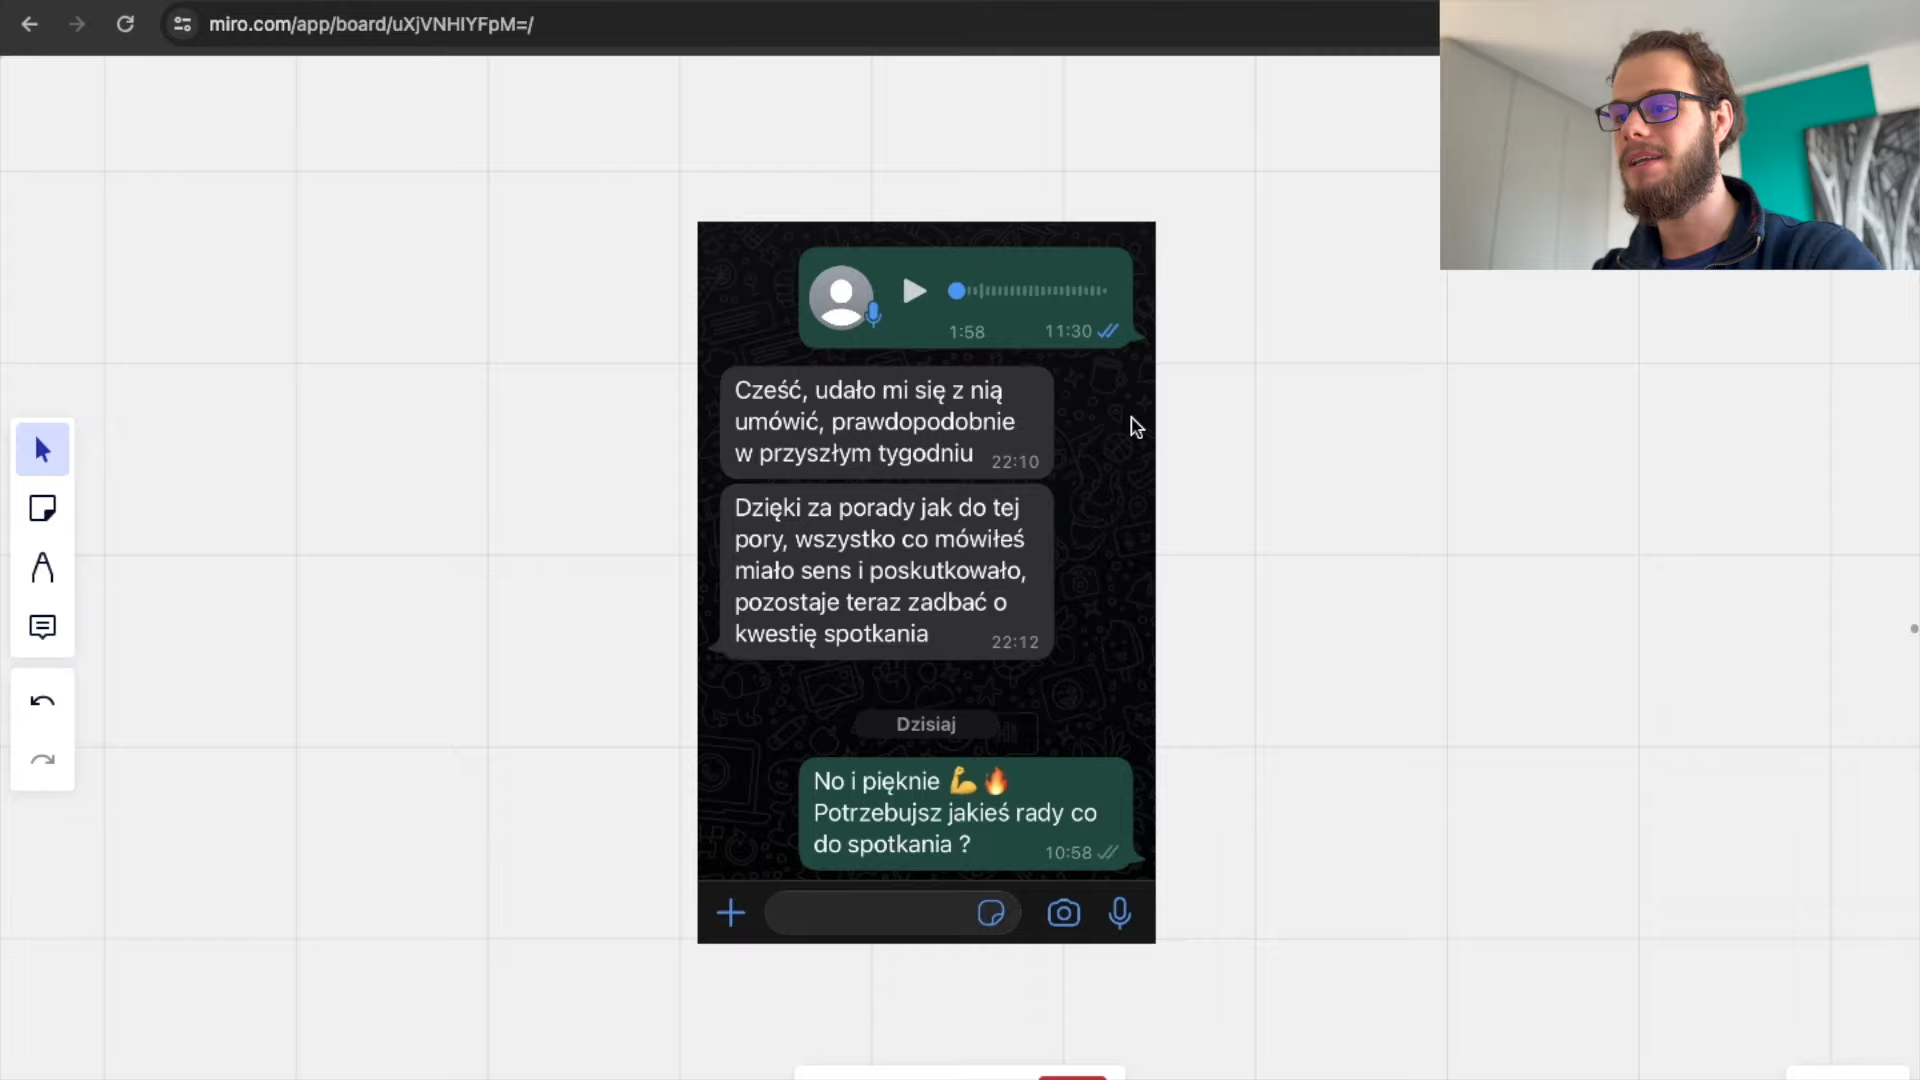 miro.com/app/board/uXjVNHlYFpM=/
1:58
11:30
Cześć, udało mi się z nią
umówić, prawdopodobnie
w przyszłym tygodniu 22:10
Dzięki za porady jak do tej
pory, wszystko co mówiłeś
miało sens i poskutkowało,
pozostaje teraz zadbać o
kwestię spotkania 22:12
Dzisiaj
No i pięknie 💪🔥
Potrzebujsz jakieś rady co
do spotkania ? 10:58